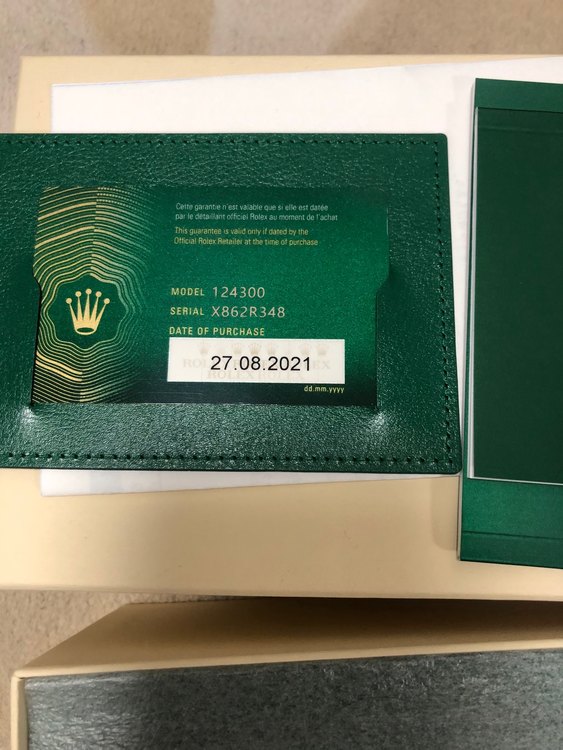 Cette garantie n'est valable que si elle est datée
par le détaillant officiel Rolex au moment de l'achat
This guarantee is valid only if dated by the
Official Rolex Retailer at the time of purchase
MODEL 124300
SERIAL X862R348
DATE OF PURCHASE
27.08.2021
dd.mm.yyyy